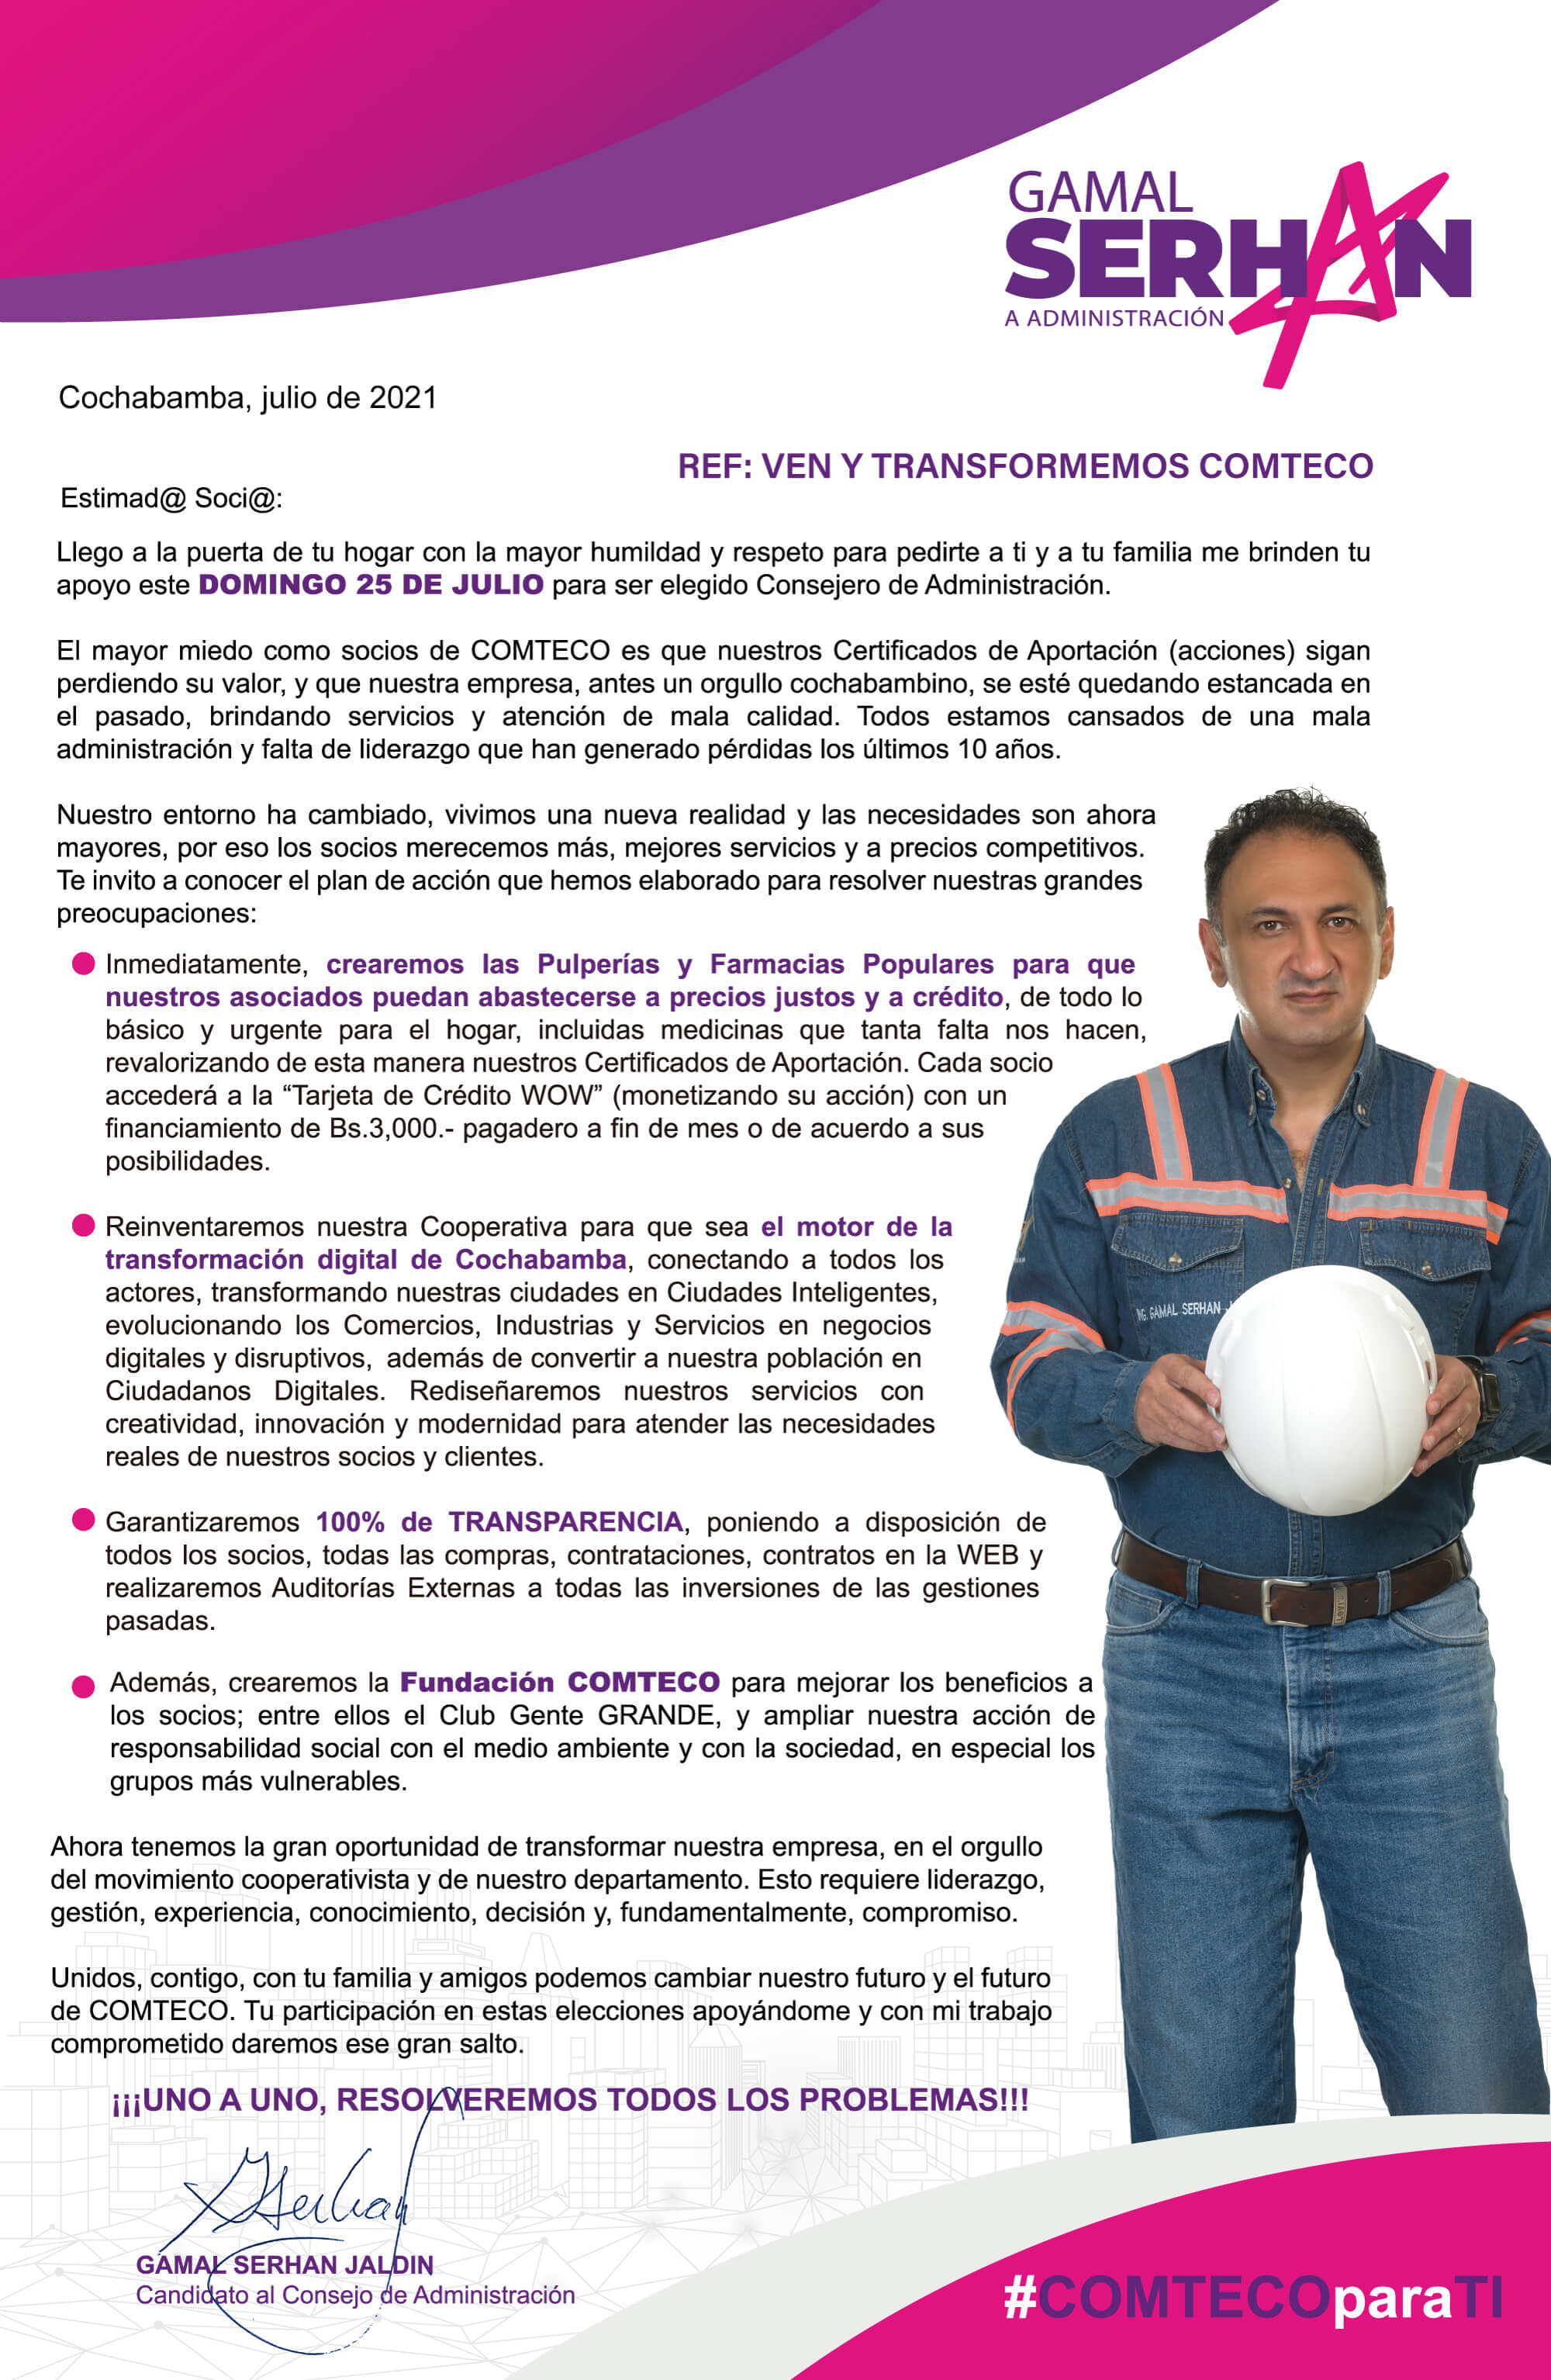 GAMAL
SERHAN
A ADMINISTRACIÓN
Cochabamba, julio de 2021
REF: VEN Y TRANSFORMEMOS COMTECO
Estimad@ Soci@:
Llego a la puerta de tu hogar con la mayor humildad y respeto para pedirte a ti y a tu familia me brinden tu
apoyo este DOMINGO 25 DE JULIO para ser elegido Consejero de Administración.
El mayor miedo como socios de COMTECO es que nuestros Certificados de Aportación (acciones) sigan
perdiendo su valor, y que nuestra empresa, antes un orgullo cochabambino, se esté quedando estancada en
el pasado, brindando servicios y atención de mala calidad. Todos estamos cansados de una mala
administración y falta de liderazgo que han generado pérdidas los últimos 10 años.
Nuestro entorno ha cambiado, vivimos una nueva realidad y las necesidades son ahora
mayores, por eso los socios merecemos más, mejores servicios y a precios competitivos.
Te invito a conocer el plan de acción que hemos elaborado para resolver nuestras grandes
preocupaciones:
Inmediatamente, crearemos las Pulperías y Farmacias Populares para que
nuestros asociados puedan abastecerse a precios justos y a crédito, de todo lo
básico y urgente para el hogar, incluidas medicinas que tanta falta nos hacen,
revalorizando de esta manera nuestros Certificados de Aportación. Cada socio
accederá a la “Tarjeta de Crédito WOW” (monetizando su acción) con un
financiamiento de Bs.3,000.- pagadero a fin de mes o de acuerdo a sus
posibilidades.
Reinventaremos nuestra Cooperativa para que sea el motor de la
transformación digital de Cochabamba, conectando a todos los
actores, transformando nuestras ciudades en Ciudades Inteligentes,
evolucionando los Comercios, Industrias y Servicios en negocios
digitales y disruptivos, además de convertir a nuestra población en
Ciudadanos Digitales. Rediseñaremos nuestros servicios con
creatividad, innovación y modernidad para atender las necesidades
reales de nuestros socios y clientes.
ING. GAMAL SERHAN J
Garantizaremos 100% de TRANSPARENCIA, poniendo a disposición de
todos los socios, todas las compras, contrataciones, contratos en la WEB y
realizaremos Auditorías Externas a todas las inversiones de las gestiones
pasadas.
Además, crearemos la Fundación COMTECO para mejorar los beneficios a
los socios; entre ellos el Club Gente GRANDE, y ampliar nuestra acción de
responsabilidad social con el medio ambiente y con la sociedad, en especial los
grupos más vulnerables.
Ahora tenemos la gran oportunidad de transformar nuestra empresa, en el orgullo
del movimiento cooperativista y de nuestro departamento. Esto requiere liderazgo,
gestión, experiencia, conocimiento, decisión y, fundamentalmente, compromiso.
Unidos, contigo, con tu familia y amigos podemos cambiar nuestro futuro y el futuro
de COMTECO. Tu participación en estas elecciones apoyándome y con mi trabajo
comprometido daremos ese gran salto.
¡¡¡UNO A UNO, RESOLVEREMOS TODOS LOS PROBLEMAS!!!
GAMAL SERHAN JALDIN
Candidato al Consejo de Administración
#COMTECOparaTI